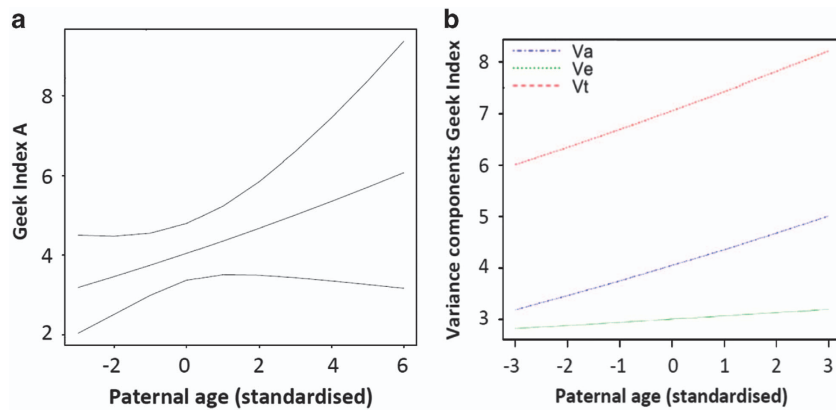 a
Geek Index A
8
6
4
2
-2 0 2 4 6
Paternal age (standardised)
b
Variance components Geek Index
Va
Ve
Vt
8
7
6
5
4
3
-3 -2 -1 0 1 2 3
Paternal age (standardised)